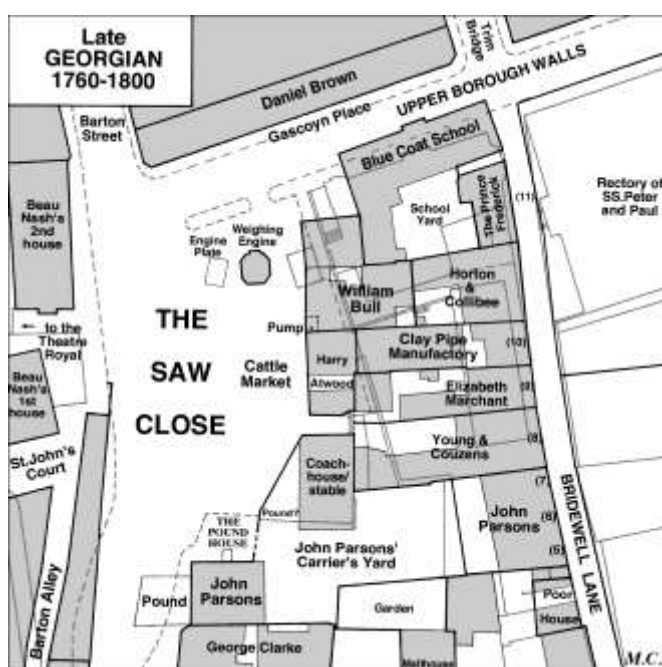 Late
GEORGIAN
1760-1800
Trim
Bridge
Daniel Brown
UPPER BOROUGH WALLS
Barton
Street
Gascoyn Place
Blue Coat School
Beau
Nash's
2nd
house
Engine
Plate
Weighing
Engine
School
Yard
The Prince
Frederick
(11)
Rectory of
SS.Peter
and Paul
William
Bull
Horton
&
Collibee
to the
Theatre
Royal
THE
SAW
CLOSE
Pump
Cattle
Market
Harry
Atwood
Clay Pipe
Manufactory
(10)
Beau
Nash's
1st
house
Elizabeth
Marchant
(9)
St.John's
Court
Young &
Couzens
(8)
Coach-
house/
stable
(7)
John
Parsons
(6)
(5)
BRIDEWELL LANE
Pound?
THE
POUND
HOUSE
John Parsons'
Carrier's Yard
Barton Alley
Pound
John
Parsons
Garden
Poor
House
George Clarke
Malthouse
M.C.